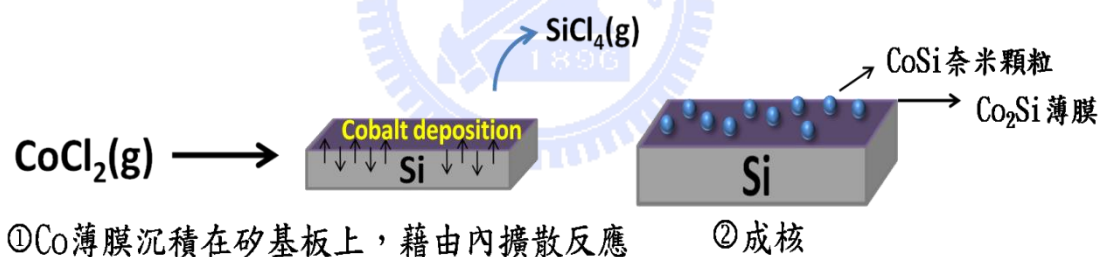 SiCl₄(g)
1896
CoSi奈米顆粒
Co₂Si薄膜
Cobalt deposition
CoCl₂(g)
Si
Si
①Co薄膜沉積在矽基板上，藉由內擴散反應
②成核